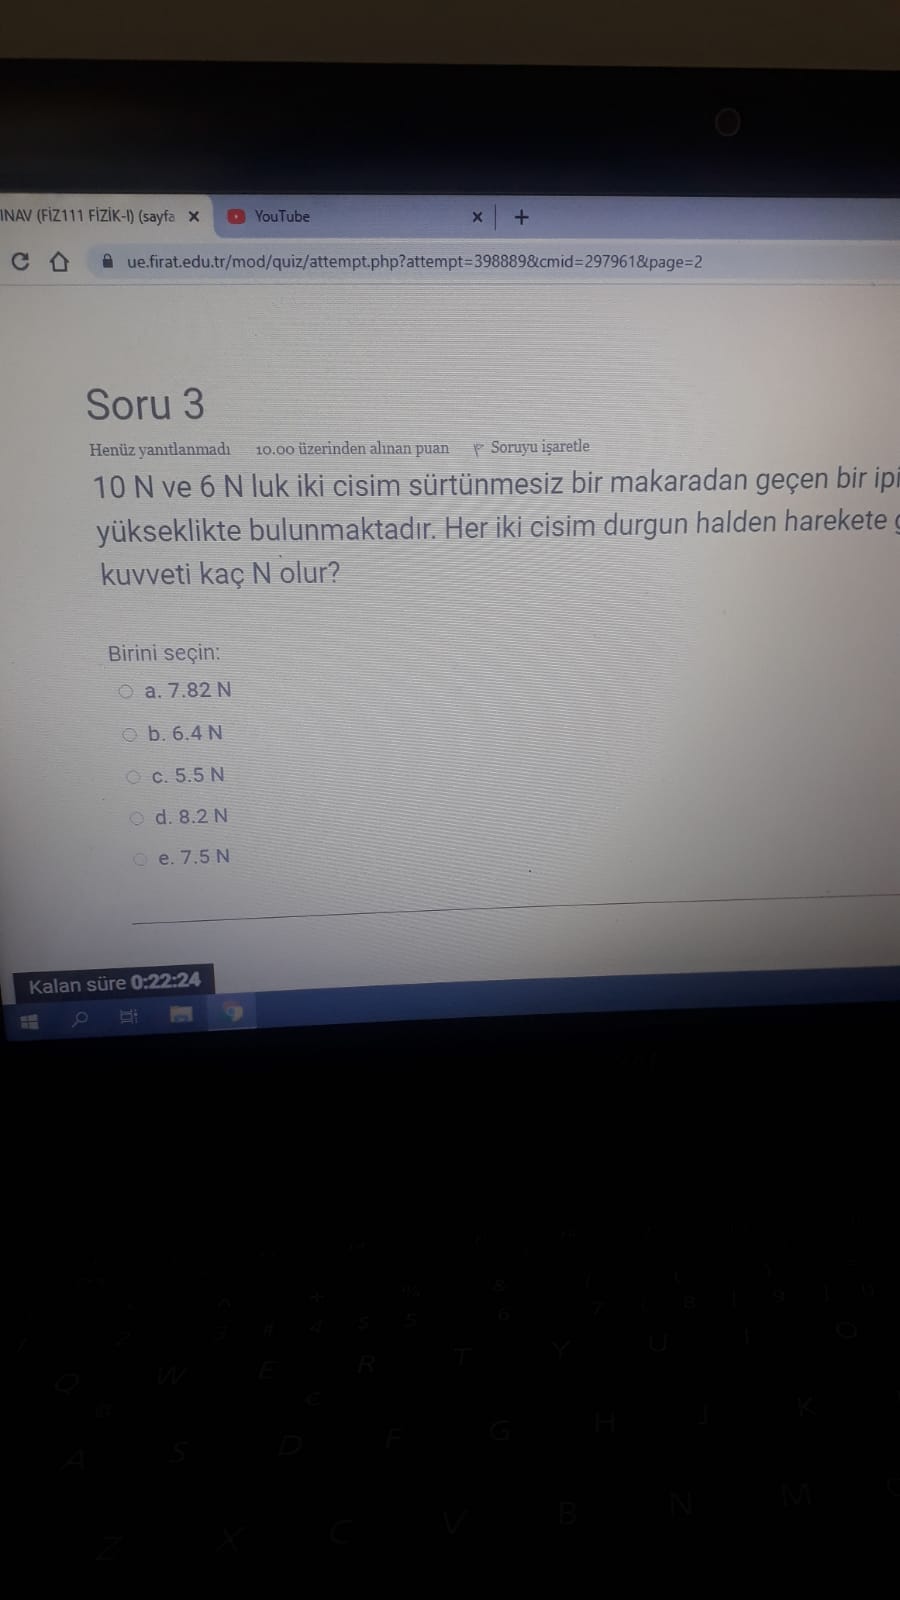 INAV (FİZ111 FİZİK-I) (sayfa
YouTube
ue.firat.edu.tr/mod/quiz/attempt.php?attempt=398889&cmid=297961&page=2
Soru 3
Henüz yanıtlanmadı 10.00 üzerinden alınan puan Soruyu işaretle
10 N ve 6 N luk iki cisim sürtünmesiz bir makaradan geçen bir ipi
yükseklikte bulunmaktadır. Her iki cisim durgun halden harekete g
kuvveti kaç N olur?
Birini seçin:
a. 7.82 N
b. 6.4 N
c. 5.5 N
d. 8.2 N
e. 7.5 N
Kalan süre 0:22:24
Q W E R T Y U I O
A S D F G H J K
Z X C V B N M